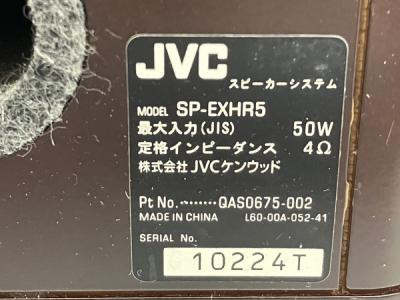 JVC
スピーカーシステム
MODEL SP-EXHR5
最大入力(JIS) 50W
定格インピーダンス 4Ω
株式会社JVCケンウッド
Pt No.········QAS0675-002
MADE IN CHINA L60-00A-052-41
SERIAL No.
10224T